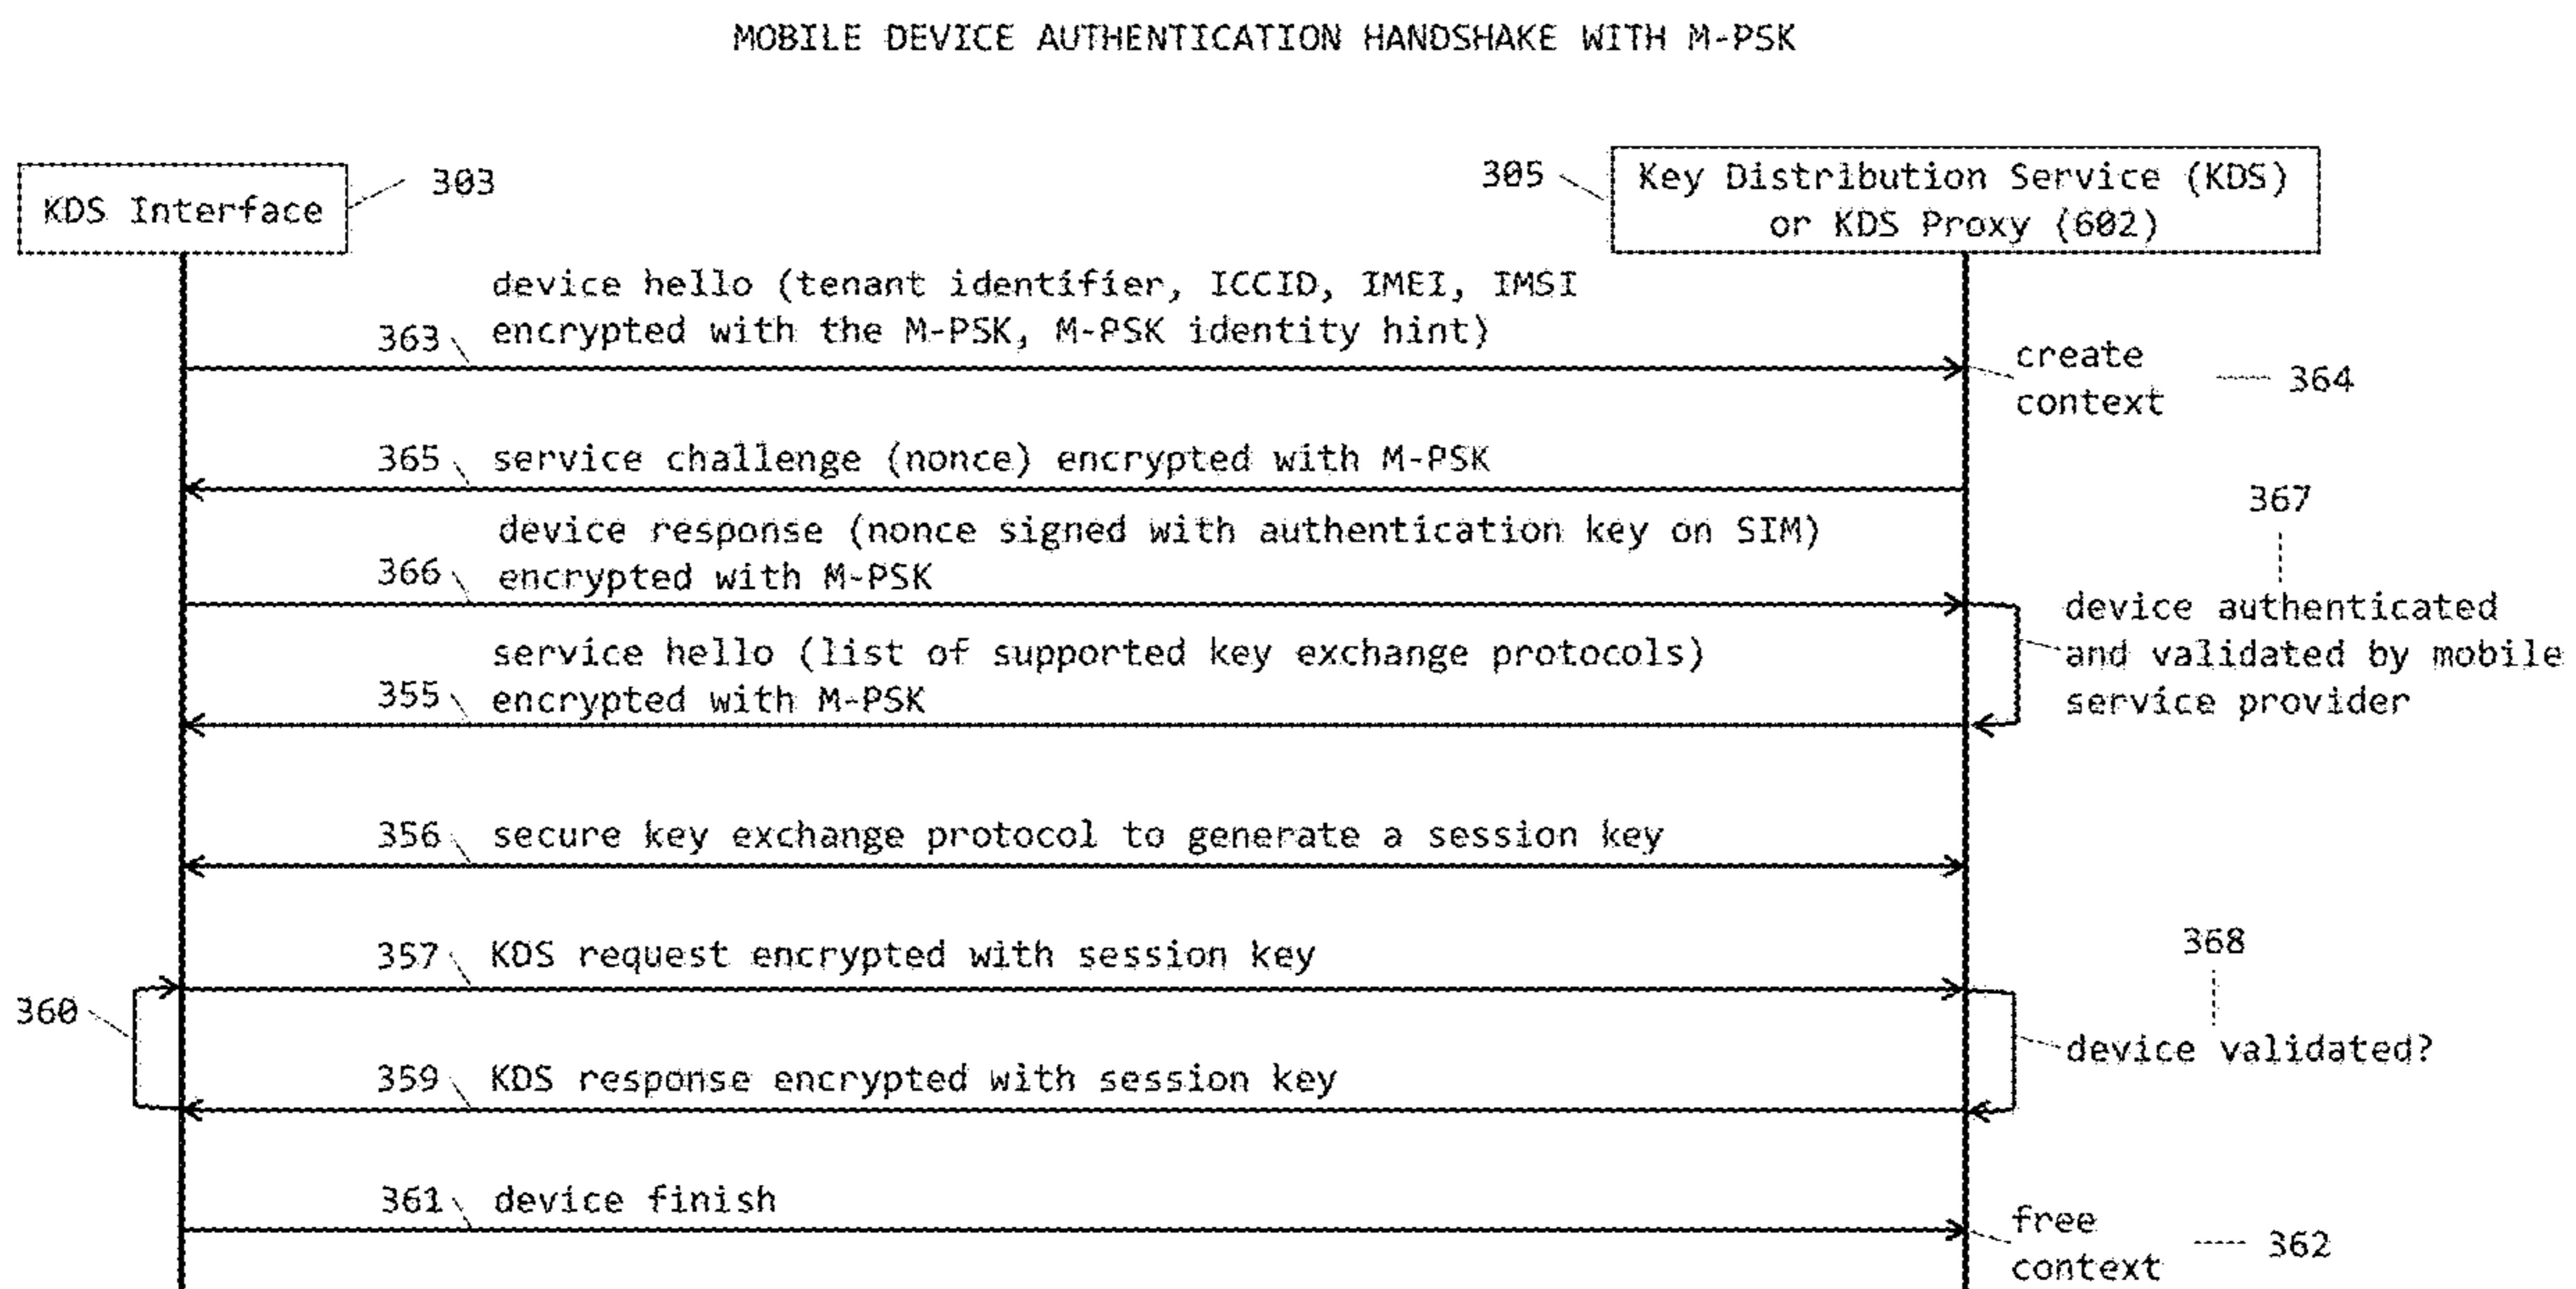 MOBILE DEVICE AUTHENTICATION HANDSHAKE WITH M-PSK
KDS Interface
303
305
Key Distribution Service (KDS)
or KDS Proxy (602)
device hello (tenant identifier, ICCID, IMEI, IMSI
encrypted with the M-PSK, M-PSK identity hint)
363
create
context
364
365
service challenge (nonce) encrypted with M-PSK
367
device response (nonce signed with authentication key on SIM)
encrypted with M-PSK
366
device authenticated
and validated by mobile
service provider
service hello (list of supported key exchange protocols)
encrypted with M-PSK
355
356
secure key exchange protocol to generate a session key
357
KDS request encrypted with session key
368
360
device validated?
359
KDS response encrypted with session key
361
device finish
free
context
362